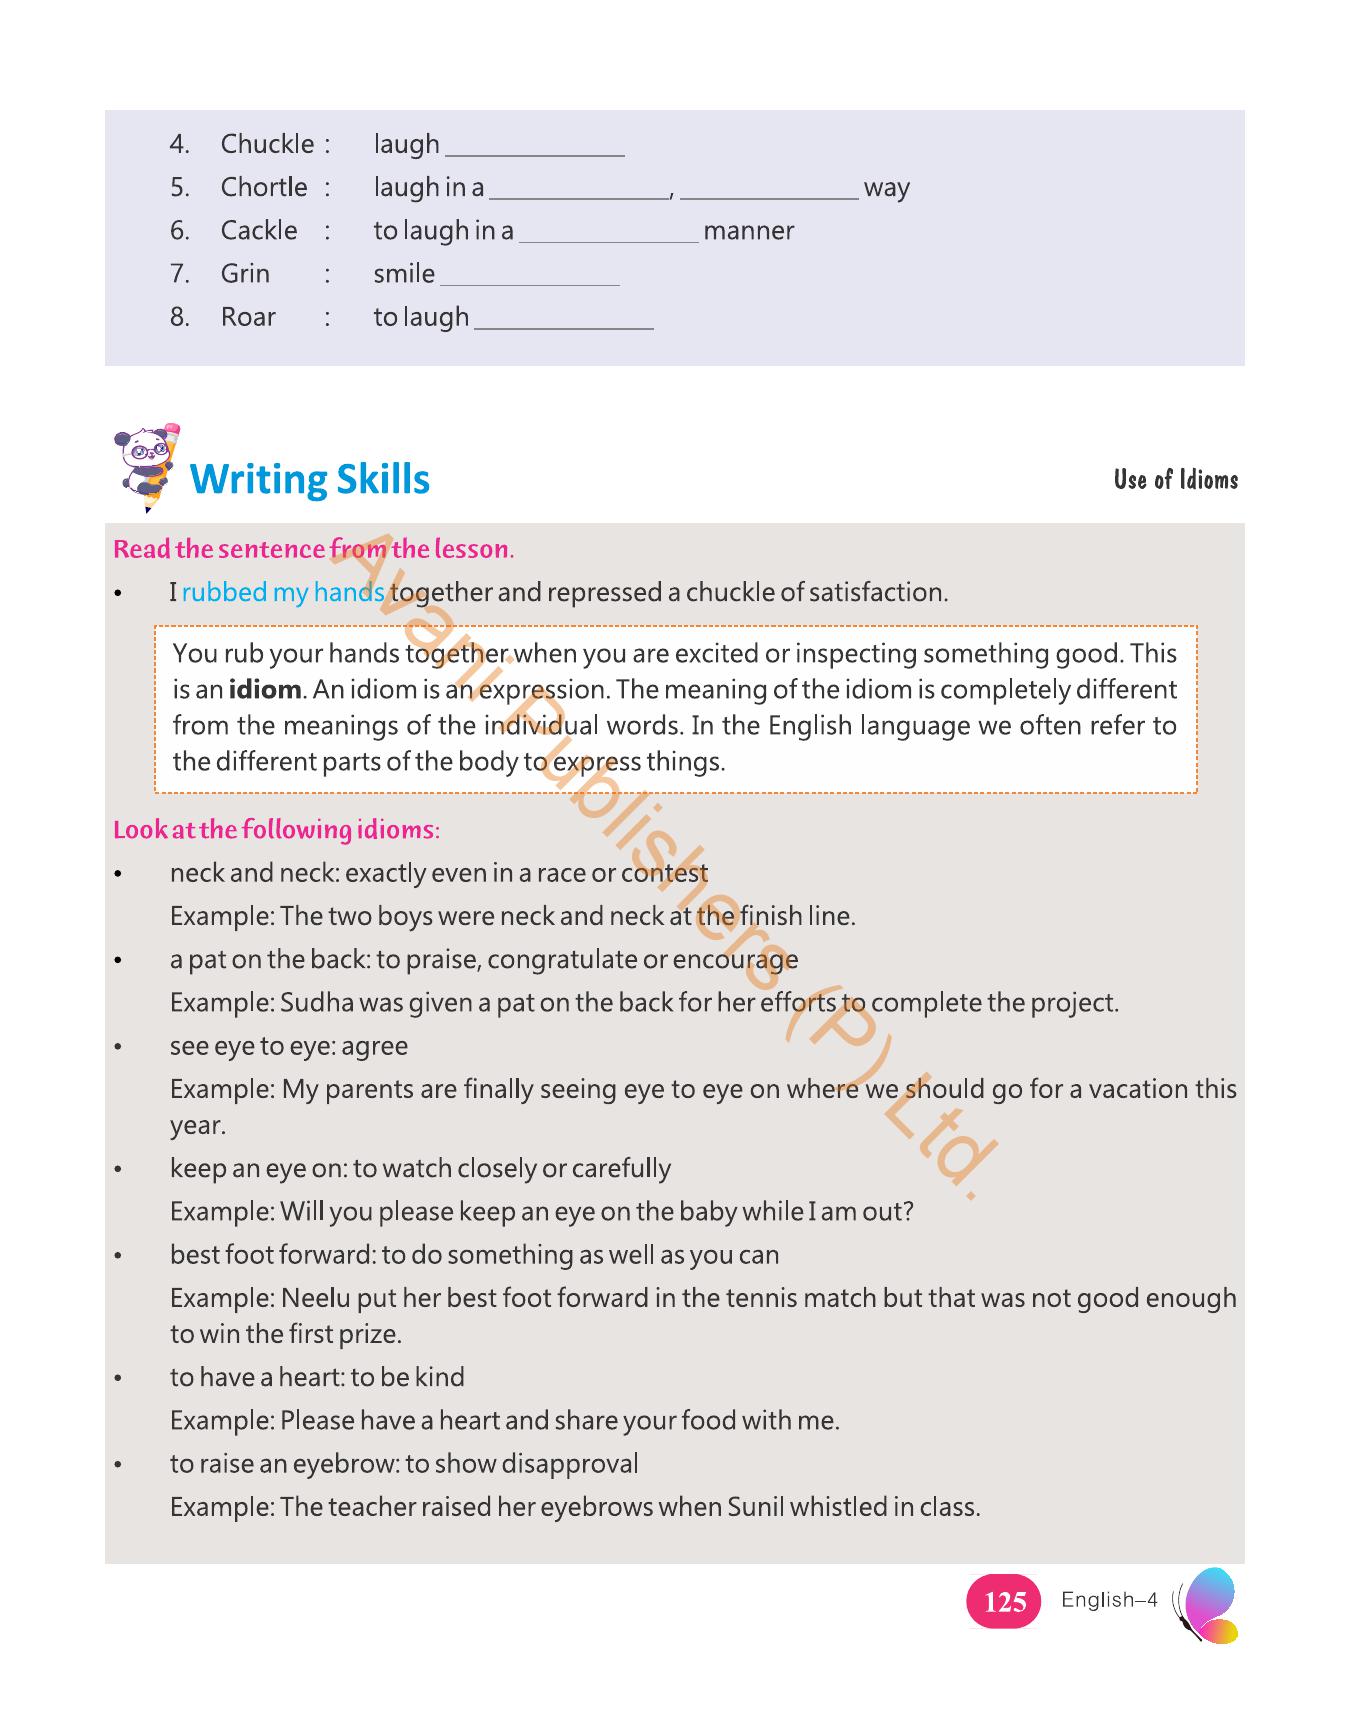 4. Chuckle : laugh _____________
5. Chortle : laugh in a _____________, _____________ way
6. Cackle : to laugh in a _____________ manner
7. Grin : smile _____________
8. Roar : to laugh _____________
Writing Skills
Use of Idioms
Read the sentence from the lesson.
• I rubbed my hands together and repressed a chuckle of satisfaction.
You rub your hands together when you are excited or inspecting something good. This
is an idiom. An idiom is an expression. The meaning of the idiom is completely different
from the meanings of the individual words. In the English language we often refer to
the different parts of the body to express things.
Look at the following idioms:
• neck and neck: exactly even in a race or contest
Example: The two boys were neck and neck at the finish line.
• a pat on the back: to praise, congratulate or encourage
Example: Sudha was given a pat on the back for her efforts to complete the project.
• see eye to eye: agree
Example: My parents are finally seeing eye to eye on where we should go for a vacation this
year.
• keep an eye on: to watch closely or carefully
Example: Will you please keep an eye on the baby while I am out?
• best foot forward: to do something as well as you can
Example: Neelu put her best foot forward in the tennis match but that was not good enough
to win the first prize.
• to have a heart: to be kind
Example: Please have a heart and share your food with me.
• to raise an eyebrow: to show disapproval
Example: The teacher raised her eyebrows when Sunil whistled in class.
125 English–4
Avani Publishers (P) Ltd.